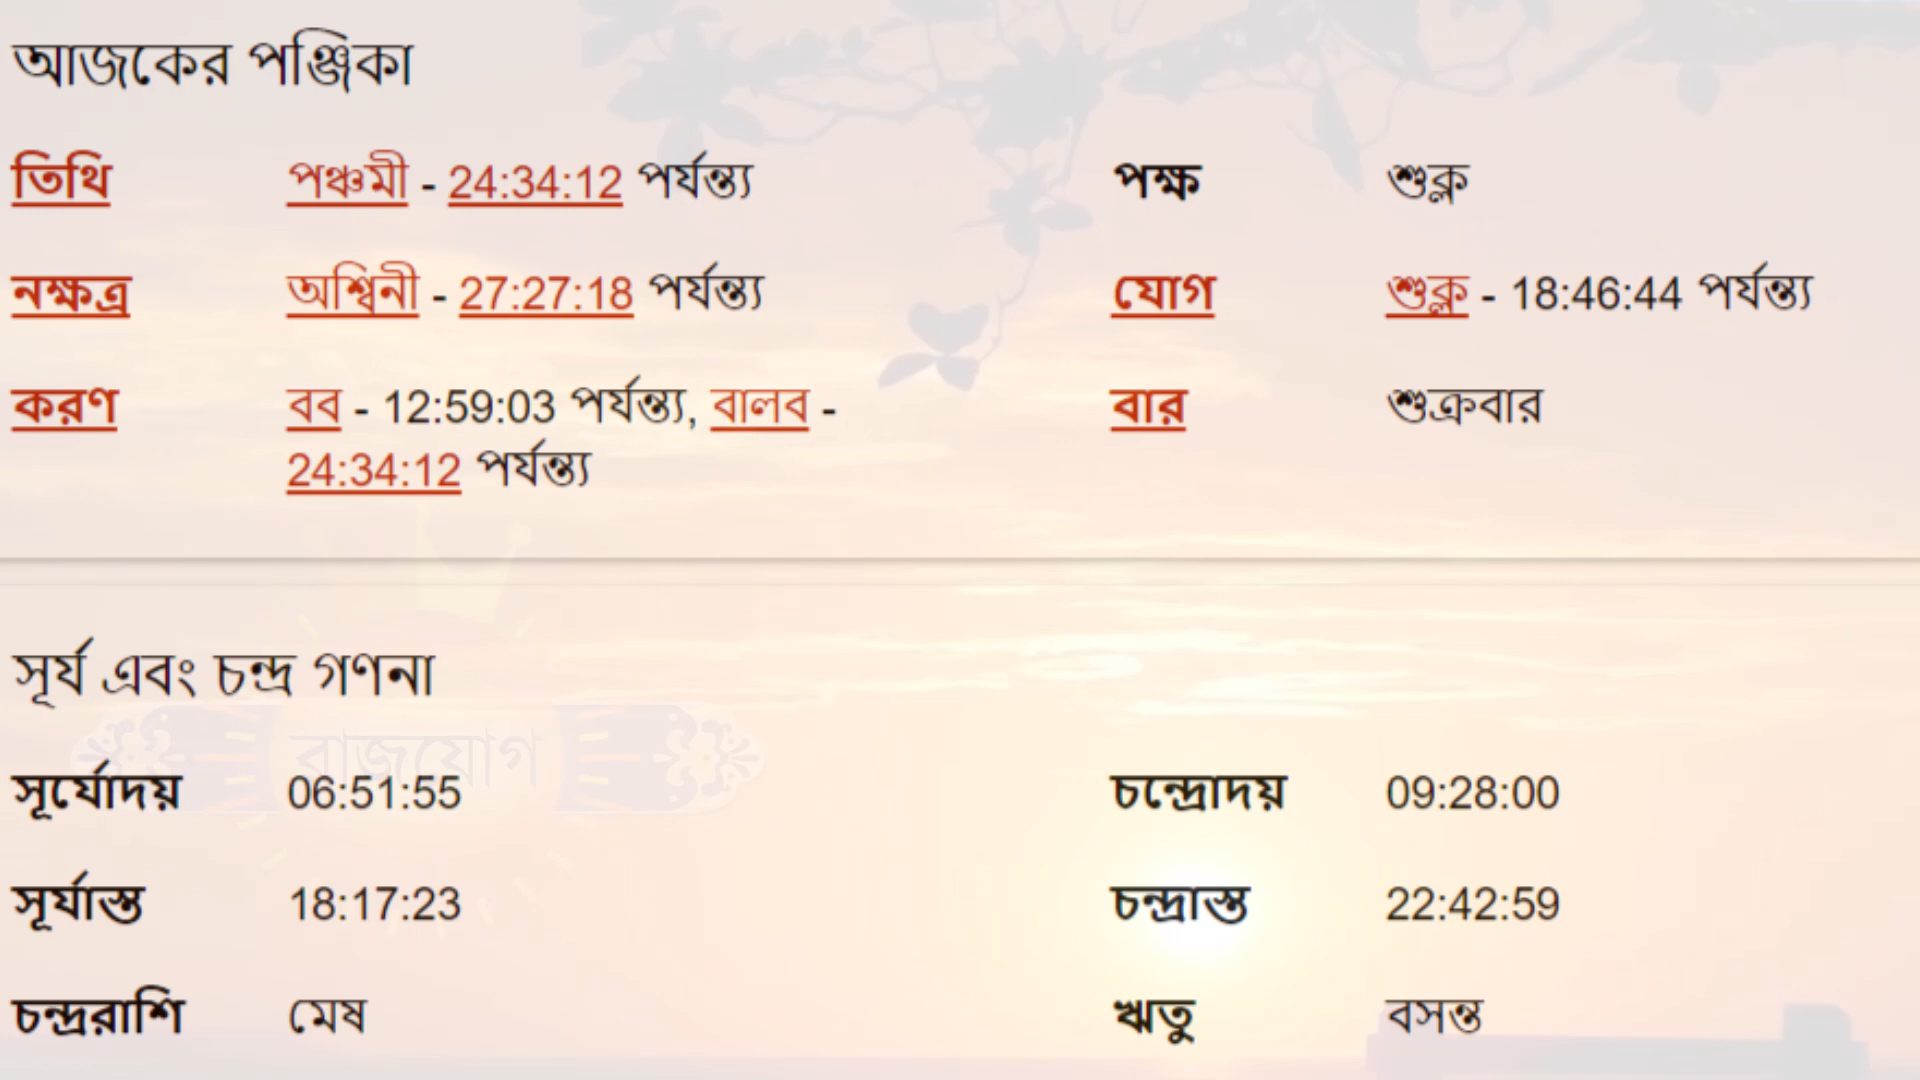 আজকের পঞ্জিকা
তিথি পঞ্চমী - 24:34:12 পর্যন্ত্য পক্ষ শুক্ল
নক্ষত্র অশ্বিনী - 27:27:18 পর্যন্ত্য যোগ শুক্ল - 18:46:44 পর্যন্ত্য
করণ বব - 12:59:03 পর্যন্ত্য, বালব - বার শুক্রবার
24:34:12 পর্যন্ত্য
সূর্য এবং চন্দ্র গণনা
রাজযোগ
সূর্যোদয় 06:51:55 চন্দ্রোদয় 09:28:00
সূর্যাস্ত 18:17:23 চন্দ্রাস্ত 22:42:59
চন্দ্ররাশি মেষ ঋতু বসন্ত